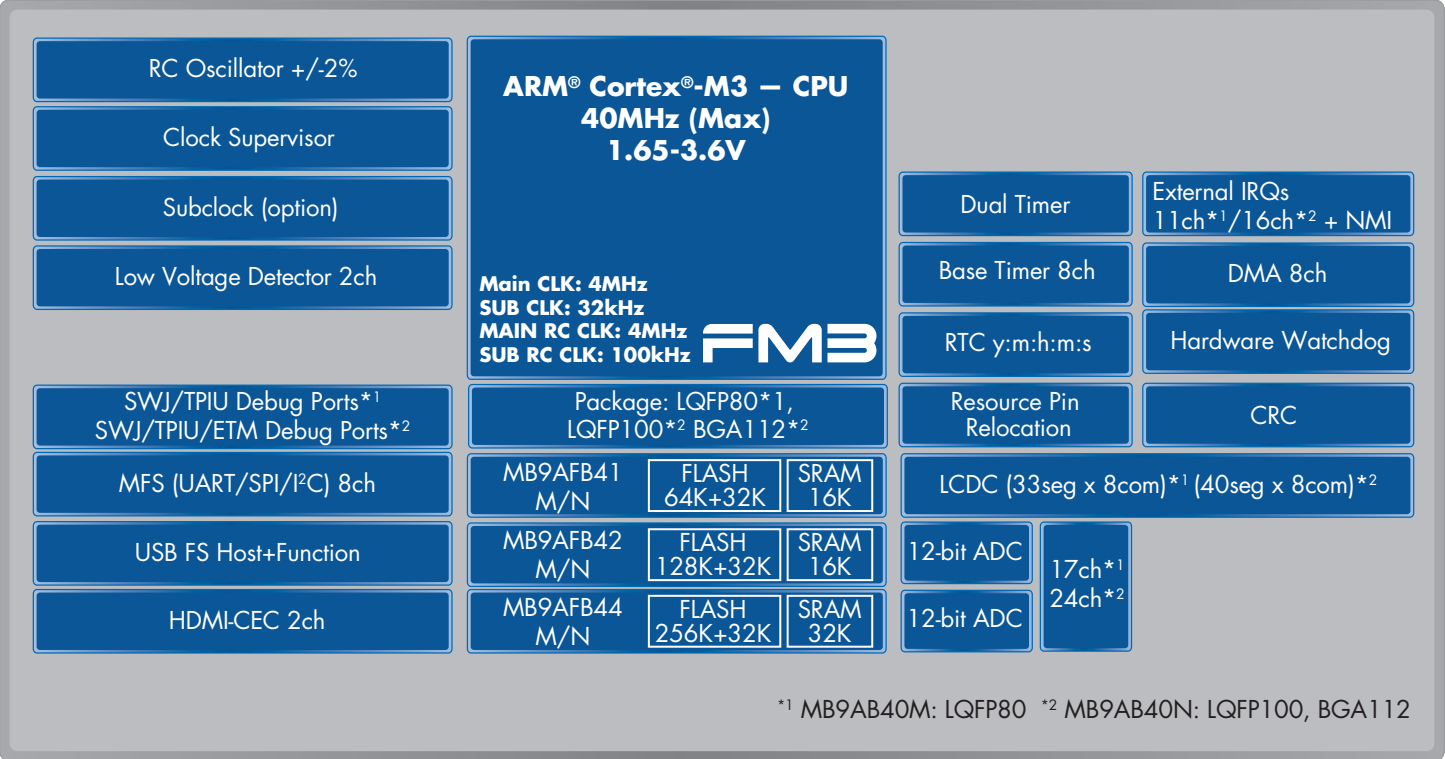 RC Oscillator +/-2%
Clock Supervisor
Subclock (option)
Low Voltage Detector 2ch
SWJ/TPIU Debug Ports*1
SWJ/TPIU/ETM Debug Ports*2
MFS (UART/SPI/I²C) 8ch
USB FS Host+Function
HDMI-CEC 2ch
ARM® Cortex®-M3 – CPU
40MHz (Max)
1.65-3.6V
Main CLK: 4MHz
SUB CLK: 32kHz
MAIN RC CLK: 4MHz
SUB RC CLK: 100kHz
FM3
Package: LQFP80*1,
LQFP100*2 BGA112*2
MB9AFB41
M/N
FLASH
64K+32K
SRAM
16K
MB9AFB42
M/N
FLASH
128K+32K
SRAM
16K
MB9AFB44
M/N
FLASH
256K+32K
SRAM
32K
Dual Timer
External IRQs
11ch*1/16ch*2 + NMI
Base Timer 8ch
DMA 8ch
RTC y:m:h:m:s
Hardware Watchdog
Resource Pin
Relocation
CRC
LCDC (33seg x 8com)*1 (40seg x 8com)*2
12-bit ADC
12-bit ADC
17ch*1
24ch*2
*1 MB9AB40M: LQFP80 *2 MB9AB40N: LQFP100, BGA112